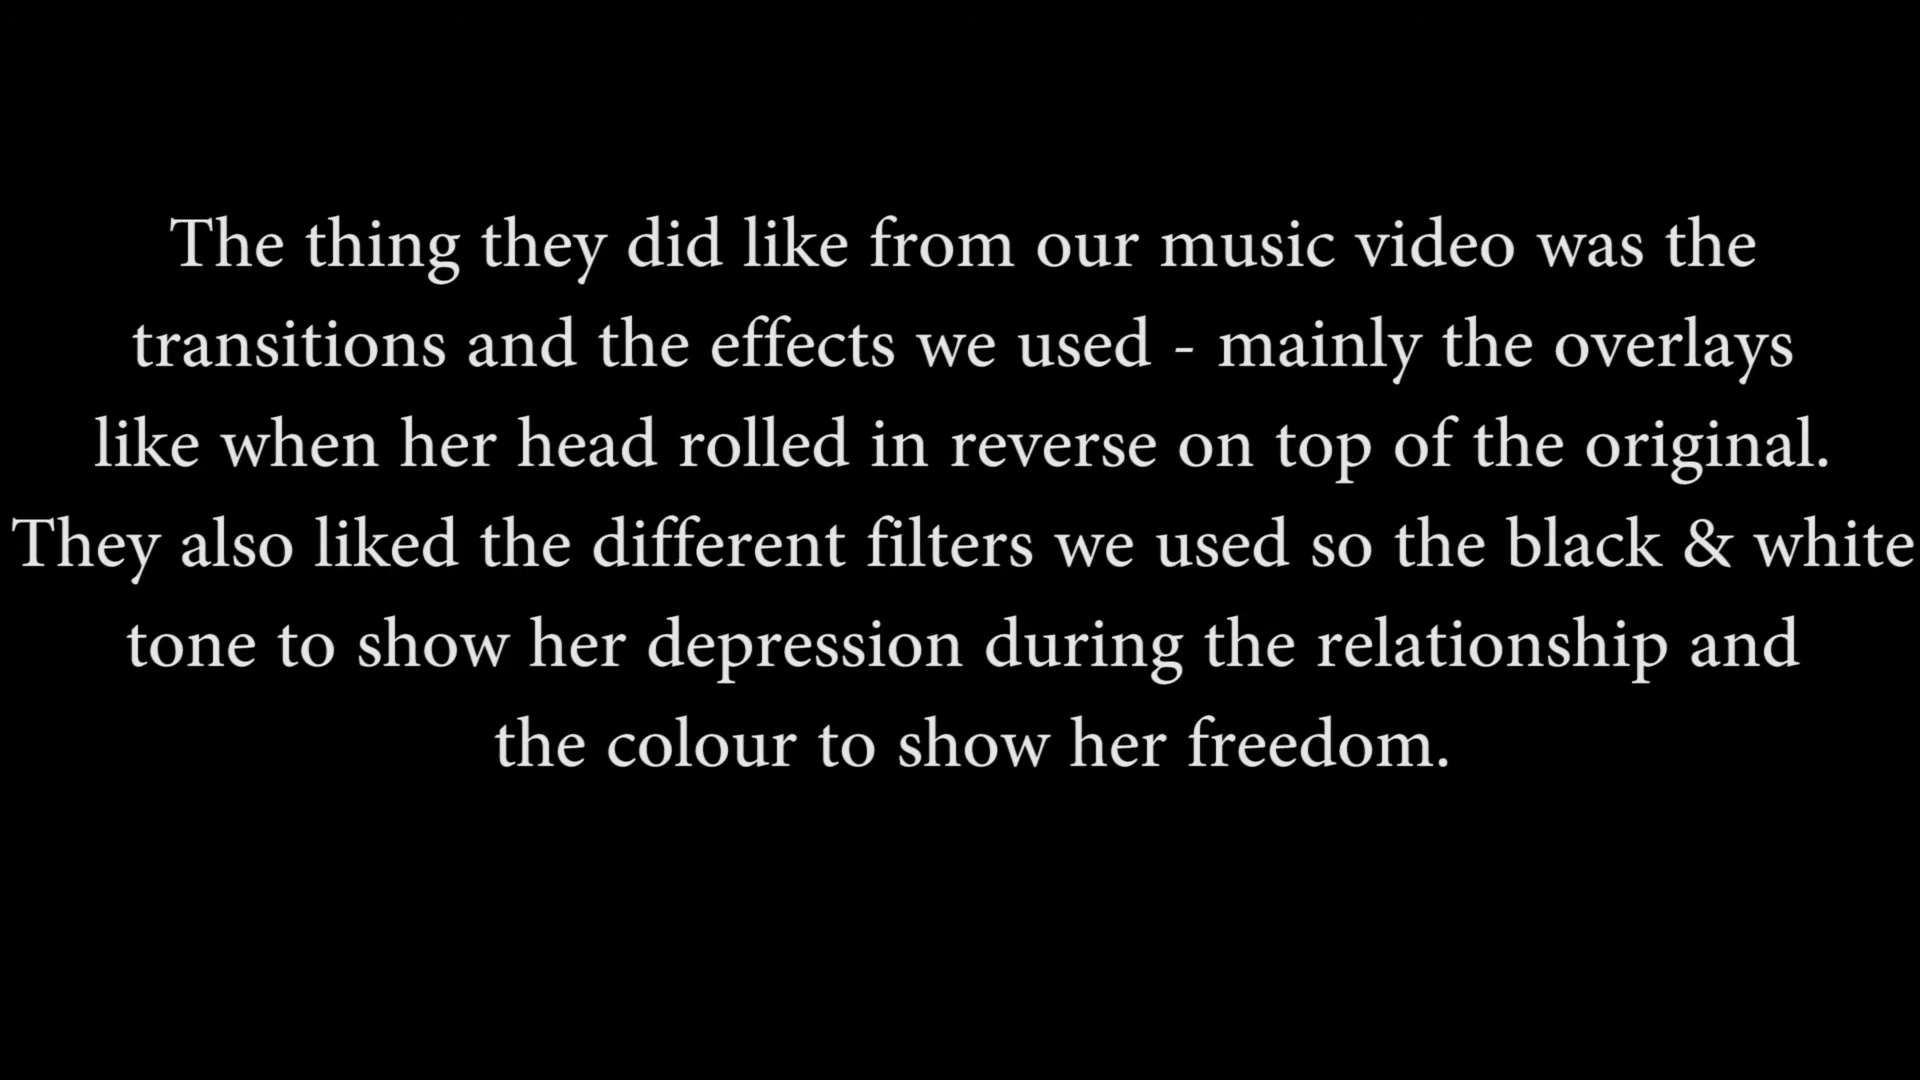 The thing they did like from our music video was the
transitions and the effects we used - mainly the overlays
like when her head rolled in reverse on top of the original.
They also liked the different filters we used so the black & white
tone to show her depression during the relationship and
the colour to show her freedom.